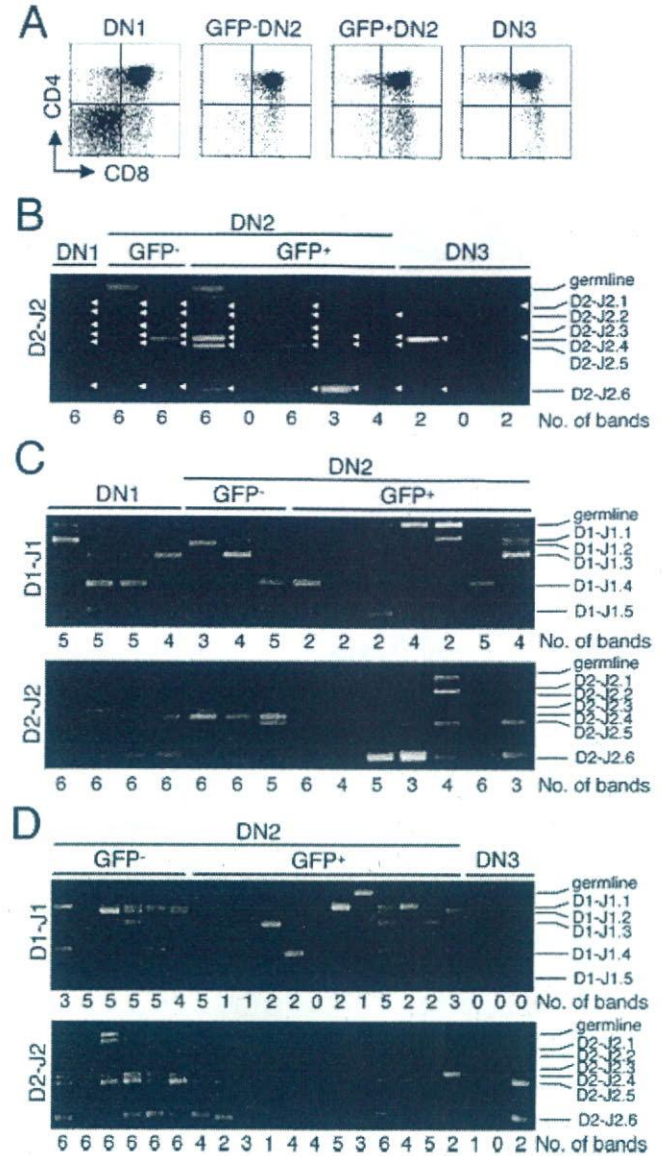 A
DN1 GFP-DN2 GFP+DN2 DN3
CD4
CD8
B
DN2
DN1 GFP- GFP+ DN3
D2-J2
germline
D2-J2.1
D2-J2.2
D2-J2.3
D2-J2.4
D2-J2.5
D2-J2.6
6 6 6 6 0 6 3 4 2 0 2 No. of bands
C
DN2
DN1 GFP- GFP+
D1-J1
germline
D1-J1.1
D1-J1.2
D1-J1.3
D1-J1.4
D1-J1.5
5 5 5 4 3 4 5 2 2 2 4 2 5 4 No. of bands
D2-J2
germline
D2-J2.1
D2-J2.2
D2-J2.3
D2-J2.4
D2-J2.5
D2-J2.6
6 6 6 6 6 6 5 6 4 5 3 4 6 3 No. of bands
D
DN2
GFP- GFP+ DN3
D1-J1
germline
D1-J1.1
D1-J1.2
D1-J1.3
D1-J1.4
D1-J1.5
3 5 5 5 5 4 5 1 1 2 2 0 2 1 5 2 2 3 0 0 0 No. of bands
D2-J2
germline
D2-J2.1
D2-J2.2
D2-J2.3
D2-J2.4
D2-J2.5
D2-J2.6
6 6 6 6 6 6 4 2 3 1 4 4 5 3 6 4 5 2 1 0 2 No. of bands